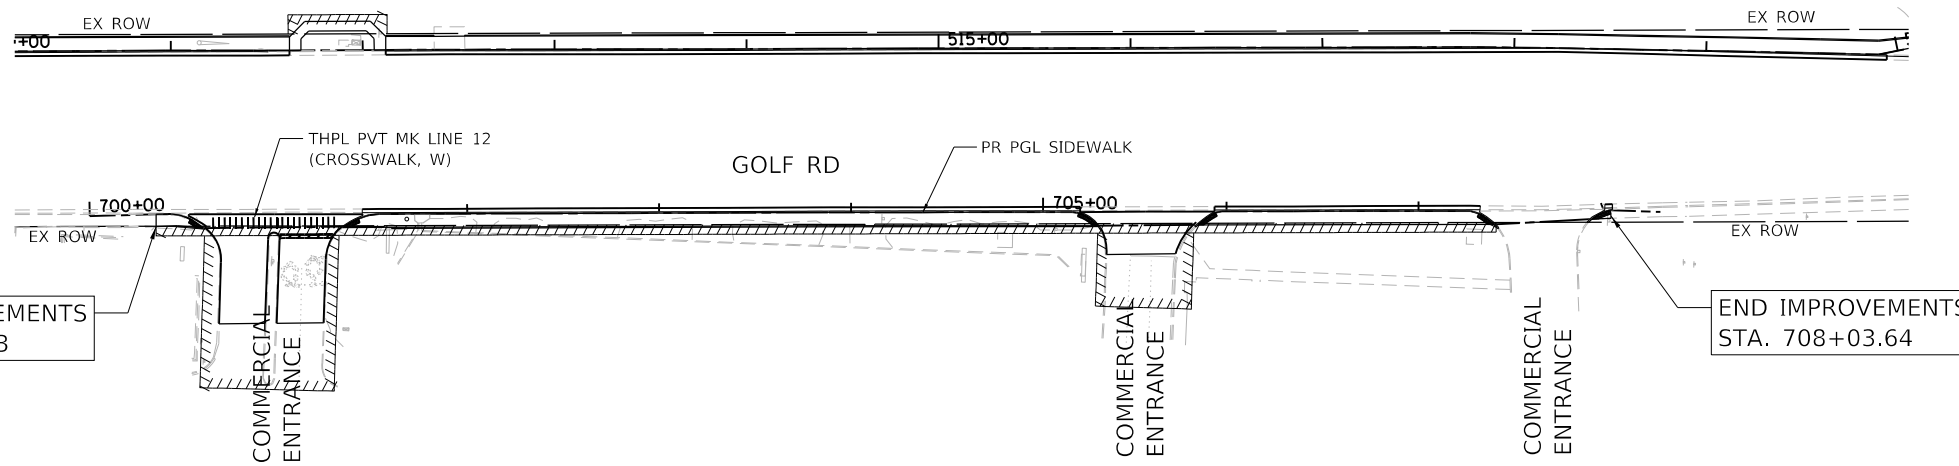 EX ROW
EX ROW
+00
515+00
THPL PVT MK LINE 12
(CROSSWALK, W)
GOLF RD
PR PGL SIDEWALK
700+00
705+00
EX ROW
EX ROW
EMENTS
3
END IMPROVEMENTS
STA. 708+03.64
COMMERCIAL
ENTRANCE
COMMERCIAL
ENTRANCE
COMMERCIAL
ENTRANCE